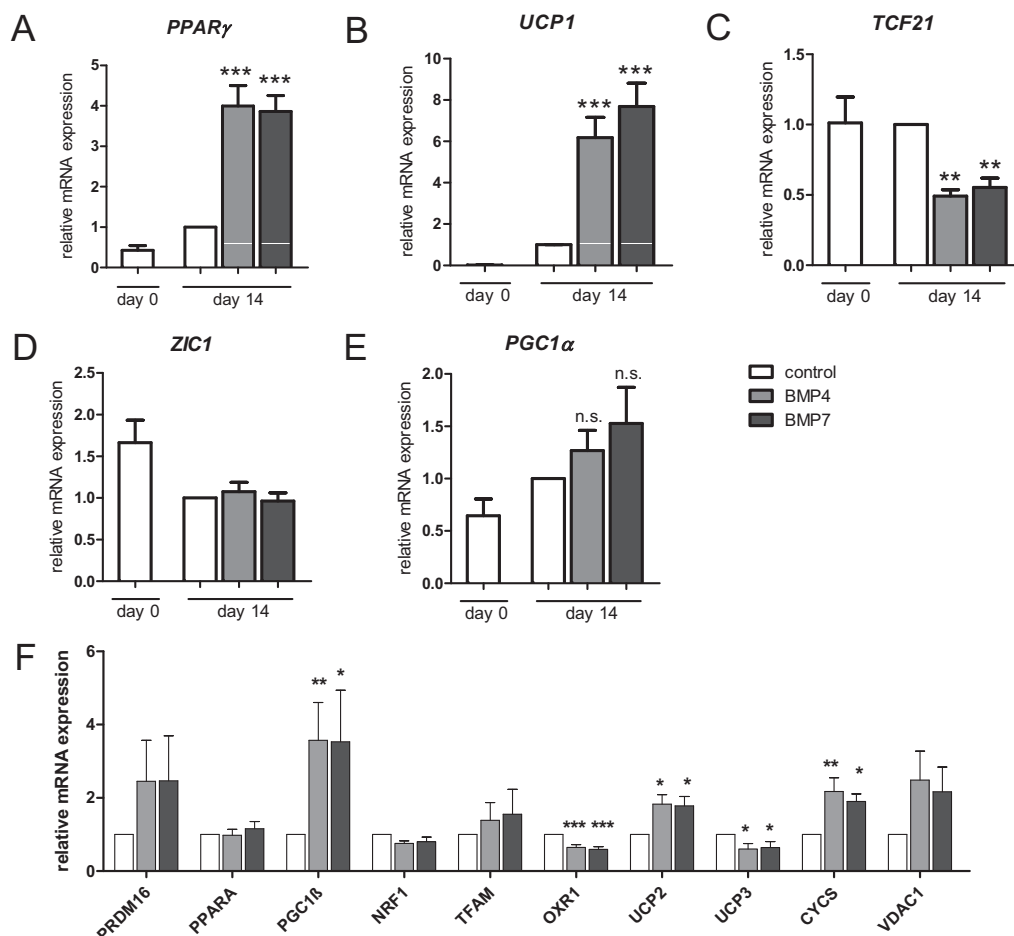 A
PPARγ
relative mRNA expression
5
4
3
2
1
0
***
***
day 0
day 14
B
UCP1
relative mRNA expression
10
8
6
4
2
0
***
***
day 0
day 14
C
TCF21
relative mRNA expression
1.5
1.0
0.5
0.0
**
**
day 0
day 14
D
ZIC1
relative mRNA expression
2.5
2.0
1.5
1.0
0.5
0.0
day 0
day 14
E
PGC1α
relative mRNA expression
2.0
1.5
1.0
0.5
0.0
n.s.
n.s.
day 0
day 14
control
BMP4
BMP7
F
relative mRNA expression
6
4
2
0
**
*
***
***
*
*
*
*
**
*
PRDM16
PPARA
PGC1ß
NRF1
TFAM
OXR1
UCP2
UCP3
CYCS
VDAC1